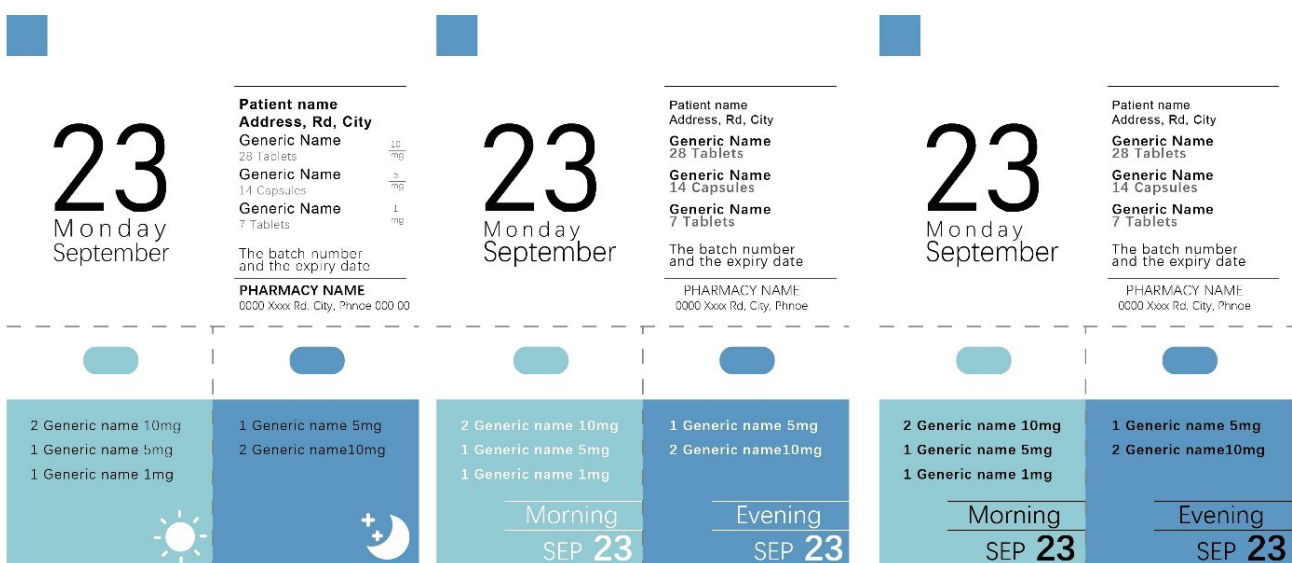 23
Monday
September
Patient name
Address, Rd, City
Generic Name 10 mg
28 Tablets
Generic Name 5 mg
14 Capsules
Generic Name 1 mg
7 Tablets
The batch number
and the expiry date
PHARMACY NAME
0000 Xxxx Rd. City, Phnoe 000 00
2 Generic name 10mg
1 Generic name 5mg
1 Generic name 1mg
1 Generic name 5mg
2 Generic name10mg
23
Monday
September
Patient name
Address, Rd, City
Generic Name
28 Tablets
Generic Name
14 Capsules
Generic Name
7 Tablets
The batch number
and the expiry date
PHARMACY NAME
0000 Xxxx Rd, City, Phnoe
2 Generic name 10mg
1 Generic name 5mg
1 Generic name 1mg
Morning
SEP 23
1 Generic name 5mg
2 Generic name10mg
Evening
SEP 23
23
Monday
September
Patient name
Address, Rd, City
Generic Name
28 Tablets
Generic Name
14 Capsules
Generic Name
7 Tablets
The batch number
and the expiry date
PHARMACY NAME
0000 Xxxx Rd, City, Phnoe
2 Generic name 10mg
1 Generic name 5mg
1 Generic name 1mg
Morning
SEP 23
1 Generic name 5mg
2 Generic name10mg
Evening
SEP 23